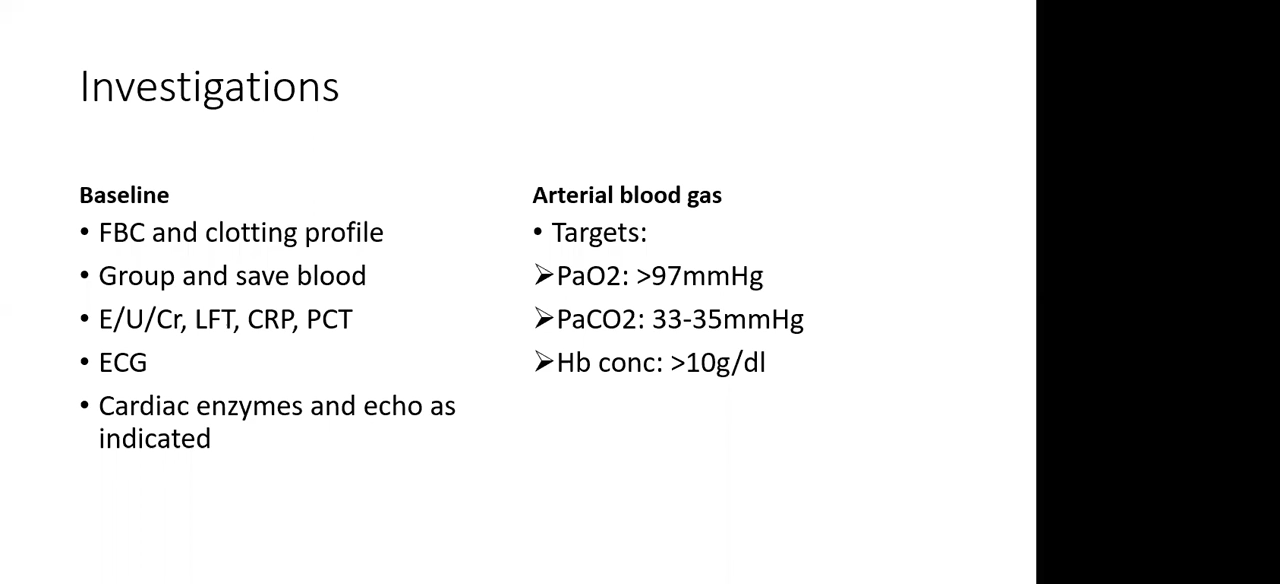 Investigations
Baseline
• FBC and clotting profile
• Group and save blood
• E/U/Cr, LFT, CRP, PCT
• ECG
• Cardiac enzymes and echo as
indicated
Arterial blood gas
• Targets:
➢PaO2: >97mmHg
➢PaCO2: 33-35mmHg
➢Hb conc: >10g/dl